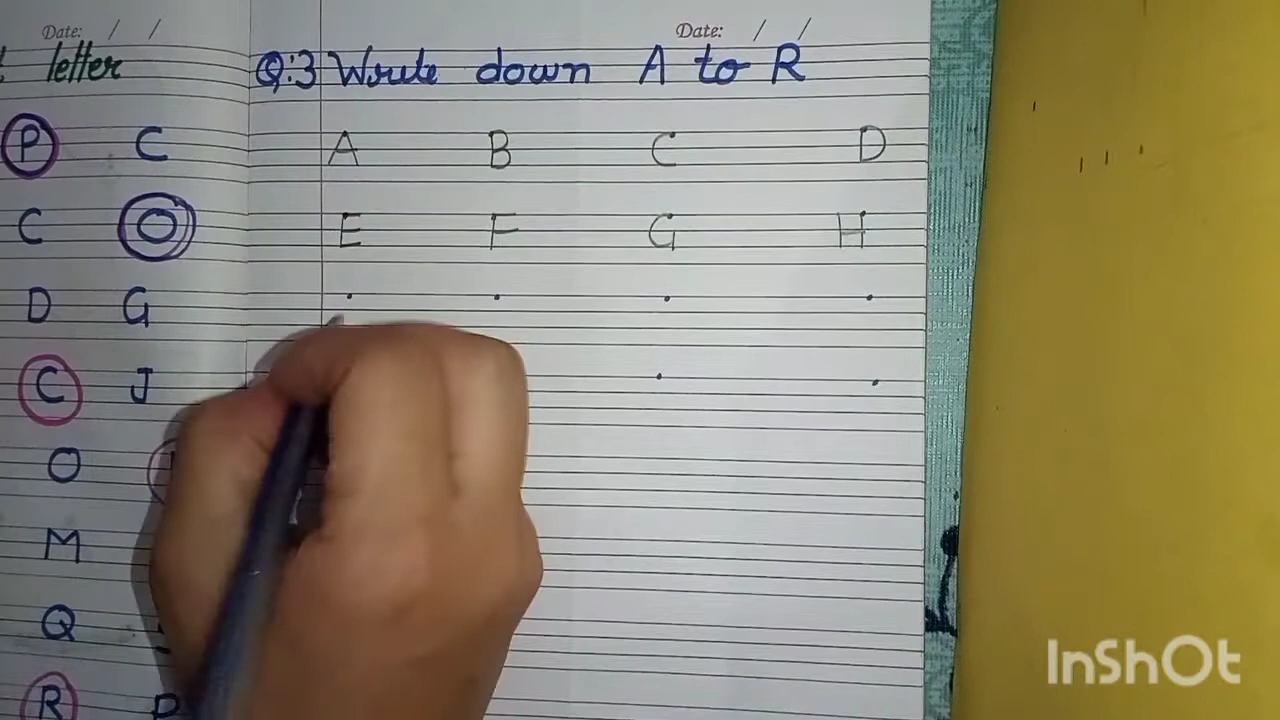 Date: / /
letter
P C
C O
D G
C J
O
M
Q
R P
Date: / /
Q:3 Write down A to R
A B C D
E F G H
InShOt